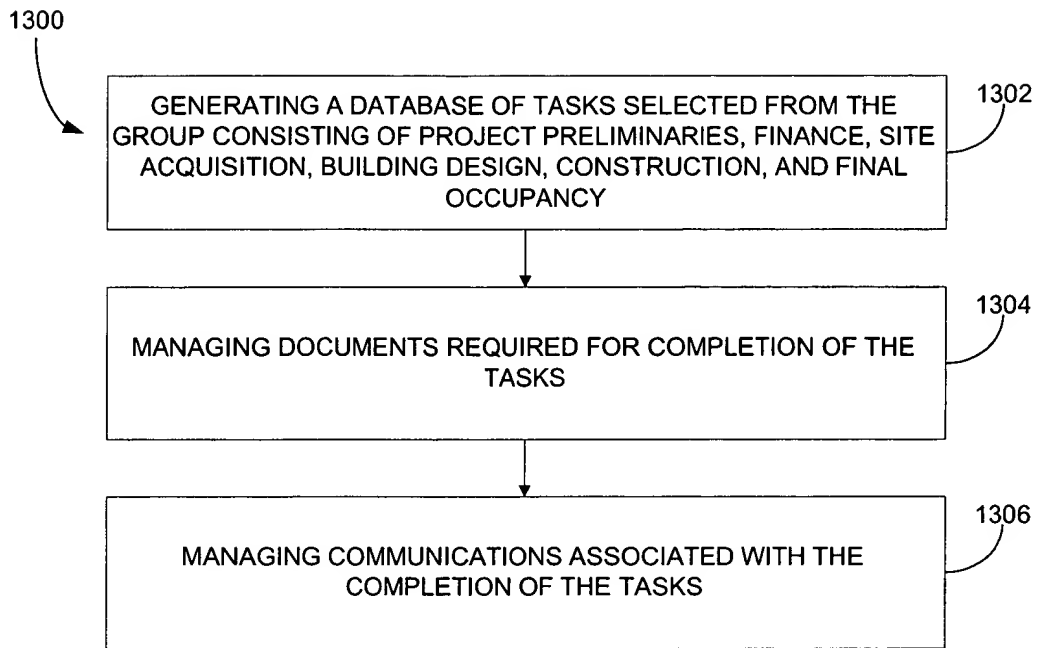 1300
1302
GENERATING A DATABASE OF TASKS SELECTED FROM THE
GROUP CONSISTING OF PROJECT PRELIMINARIES, FINANCE, SITE
ACQUISITION, BUILDING DESIGN, CONSTRUCTION, AND FINAL
OCCUPANCY
1304
MANAGING DOCUMENTS REQUIRED FOR COMPLETION OF THE
TASKS
1306
MANAGING COMMUNICATIONS ASSOCIATED WITH THE
COMPLETION OF THE TASKS